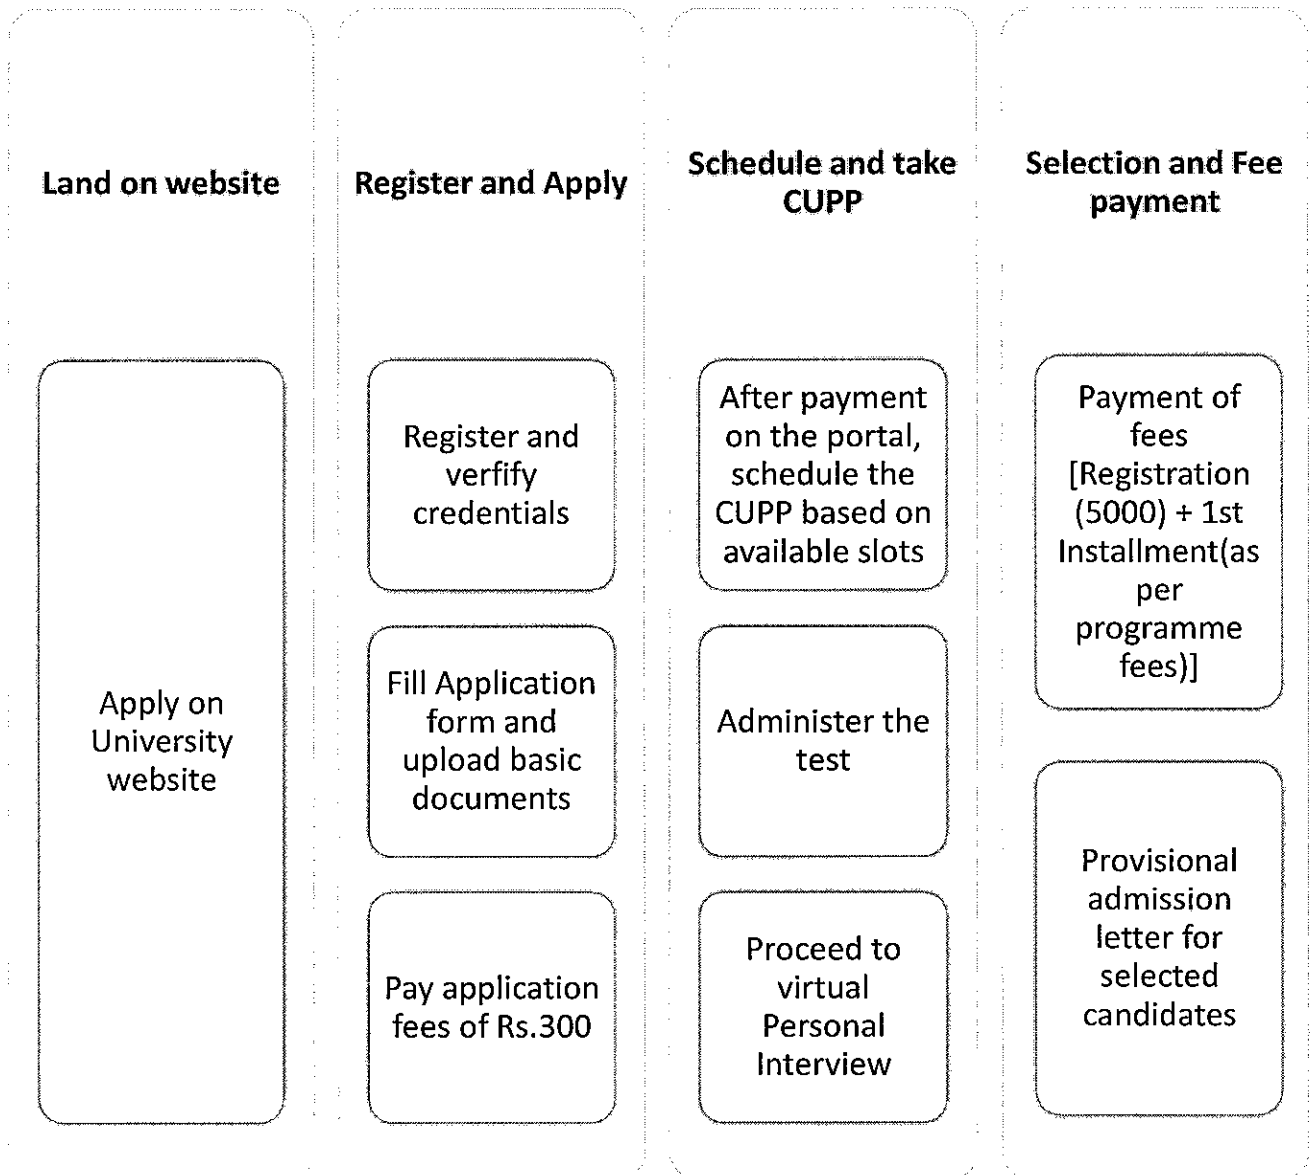 Land on website
Apply on
University
website
Register and Apply
Register and
verfify
credentials
Fill Application
form and
upload basic
documents
Pay application
fees of Rs.300
Schedule and take
CUPP
After payment
on the portal,
schedule the
CUPP based on
available slots
Administer the
test
Proceed to
virtual
Personal
Interview
Selection and Fee
payment
Payment of
fees
[Registration
(5000) + 1st
Installment(as
per
programme
fees)]
Provisional
admission
letter for
selected
candidates